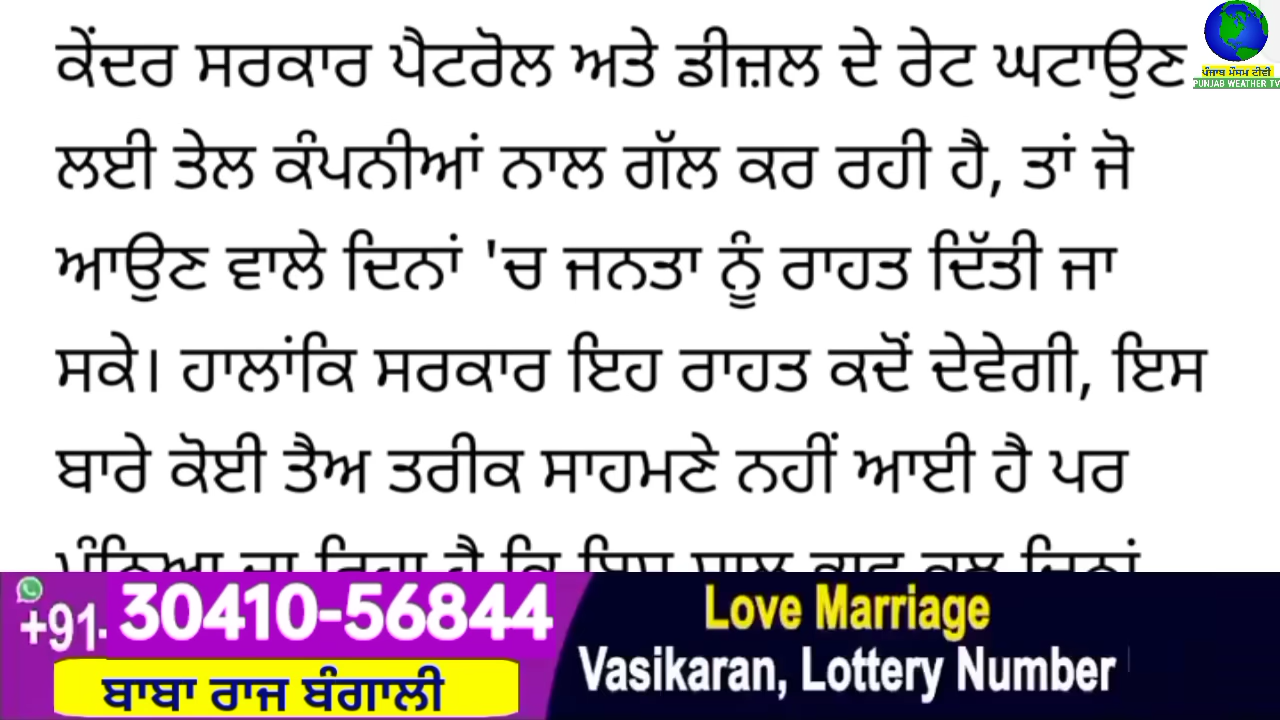 ਕੇਂਦਰ ਸਰਕਾਰ ਪੈਟਰੋਲ ਅਤੇ ਡੀਜ਼ਲ ਦੇ ਰੇਟ ਘਟਾਉਣ
ਪੰਜਾਬ ਮੌਸਮ ਟੀਵੀ
PUNJAB WEATHER TV
ਲਈ ਤੇਲ ਕੰਪਨੀਆਂ ਨਾਲ ਗੱਲ ਕਰ ਰਹੀ ਹੈ, ਤਾਂ ਜੋ
ਆਉਣ ਵਾਲੇ ਦਿਨਾਂ 'ਚ ਜਨਤਾ ਨੂੰ ਰਾਹਤ ਦਿੱਤੀ ਜਾ
ਸਕੇ। ਹਾਲਾਂਕਿ ਸਰਕਾਰ ਇਹ ਰਾਹਤ ਕਦੋਂ ਦੇਵੇਗੀ, ਇਸ
ਬਾਰੇ ਕੋਈ ਤੈਅ ਤਰੀਕ ਸਾਹਮਣੇ ਨਹੀਂ ਆਈ ਹੈ ਪਰ
+91- 30410-56844
ਬਾਬਾ ਰਾਜ ਬੰਗਾਲੀ
Love Marriage
Vasikaran, Lottery Number